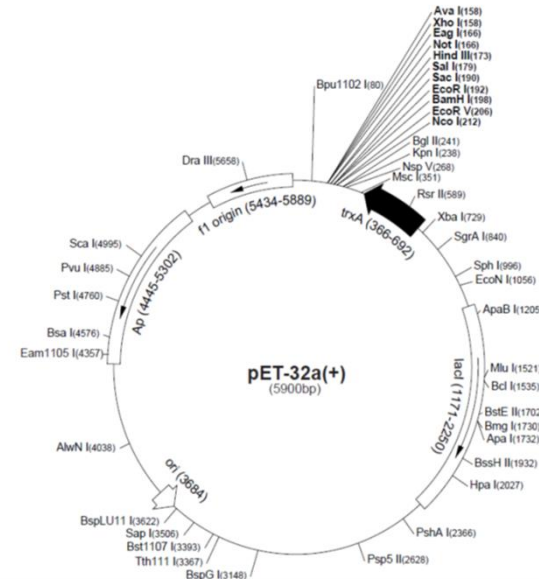 Ava I(158)
Xho I(158)
Eag I(166)
Not I(166)
Hind III(173)
Sal I(179)
Sac I(190)
EcoR I(192)
BamH I(198)
EcoR V(206)
Nco I(212)
Bpu1102 I(80)
Bgl II(241)
Kpn I(238)
Nsp V(268)
Msc I(351)
Rsr II(589)
Xba I(729)
SgrA I(840)
Sph I(996)
EcoN I(1056)
ApaB I(1205)
Mlu I(1521)
Bcl I(1535)
BstE II(1702)
Bmg I(1730)
Apa I(1732)
BssH II(1932)
Hpa I(2027)
PshA I(2366)
Psp5 II(2628)
BspG I(3148)
Tth111 I(3367)
Bst1107 I(3393)
Sap I(3506)
BspLU11 I(3622)
AlwN I(4038)
Eam1105 I(4357)
Bsa I(4576)
Pst I(4760)
Pvu I(4885)
Sca I(4995)
Dra III(5658)
f1 origin (5434-5889)
trxA (366-692)
Ap (4445-5302)
lacI (1171-2250)
ori (3684)
pET-32a(+)
(5900bp)